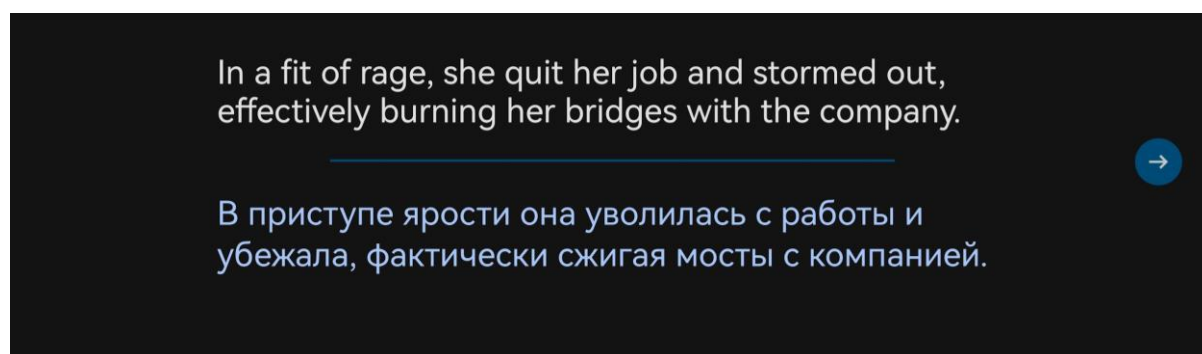 In a fit of rage, she quit her job and stormed out,
effectively burning her bridges with the company.
В приступе ярости она уволилась с работы и
убежала, фактически сжигая мосты с компанией.